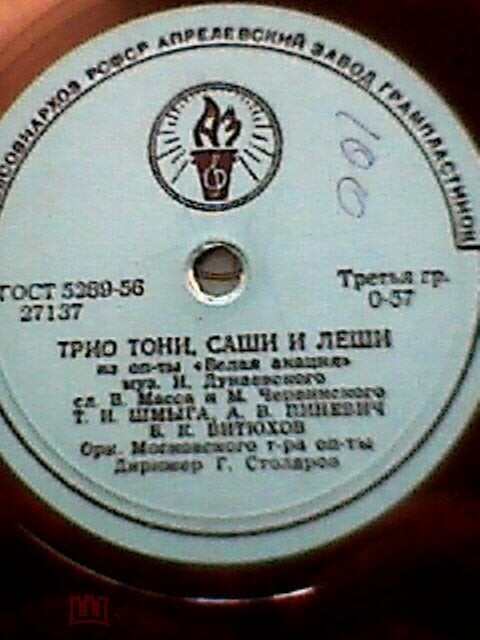 СОВНАРХОЗ РСФСР АПРЕЛЕВСКИЙ ЗАВОД ГРАМПЛАСТИНОК
100
ГОСТ 5289-56
27137
Третья гр.
0-57
ТРИО ТОНИ, САШИ И ЛЕШИ
из оп-ты «Белая акация»
муз. И. Дунаевского
сл. В. Масса и М. Червинского
Т. И. ШМЫГА, А. В. ПИНЕВИЧ
В. К. ВИТЮХОВ
Орк. Московского т-ра оп-ты
Дирижер Г. Столяров